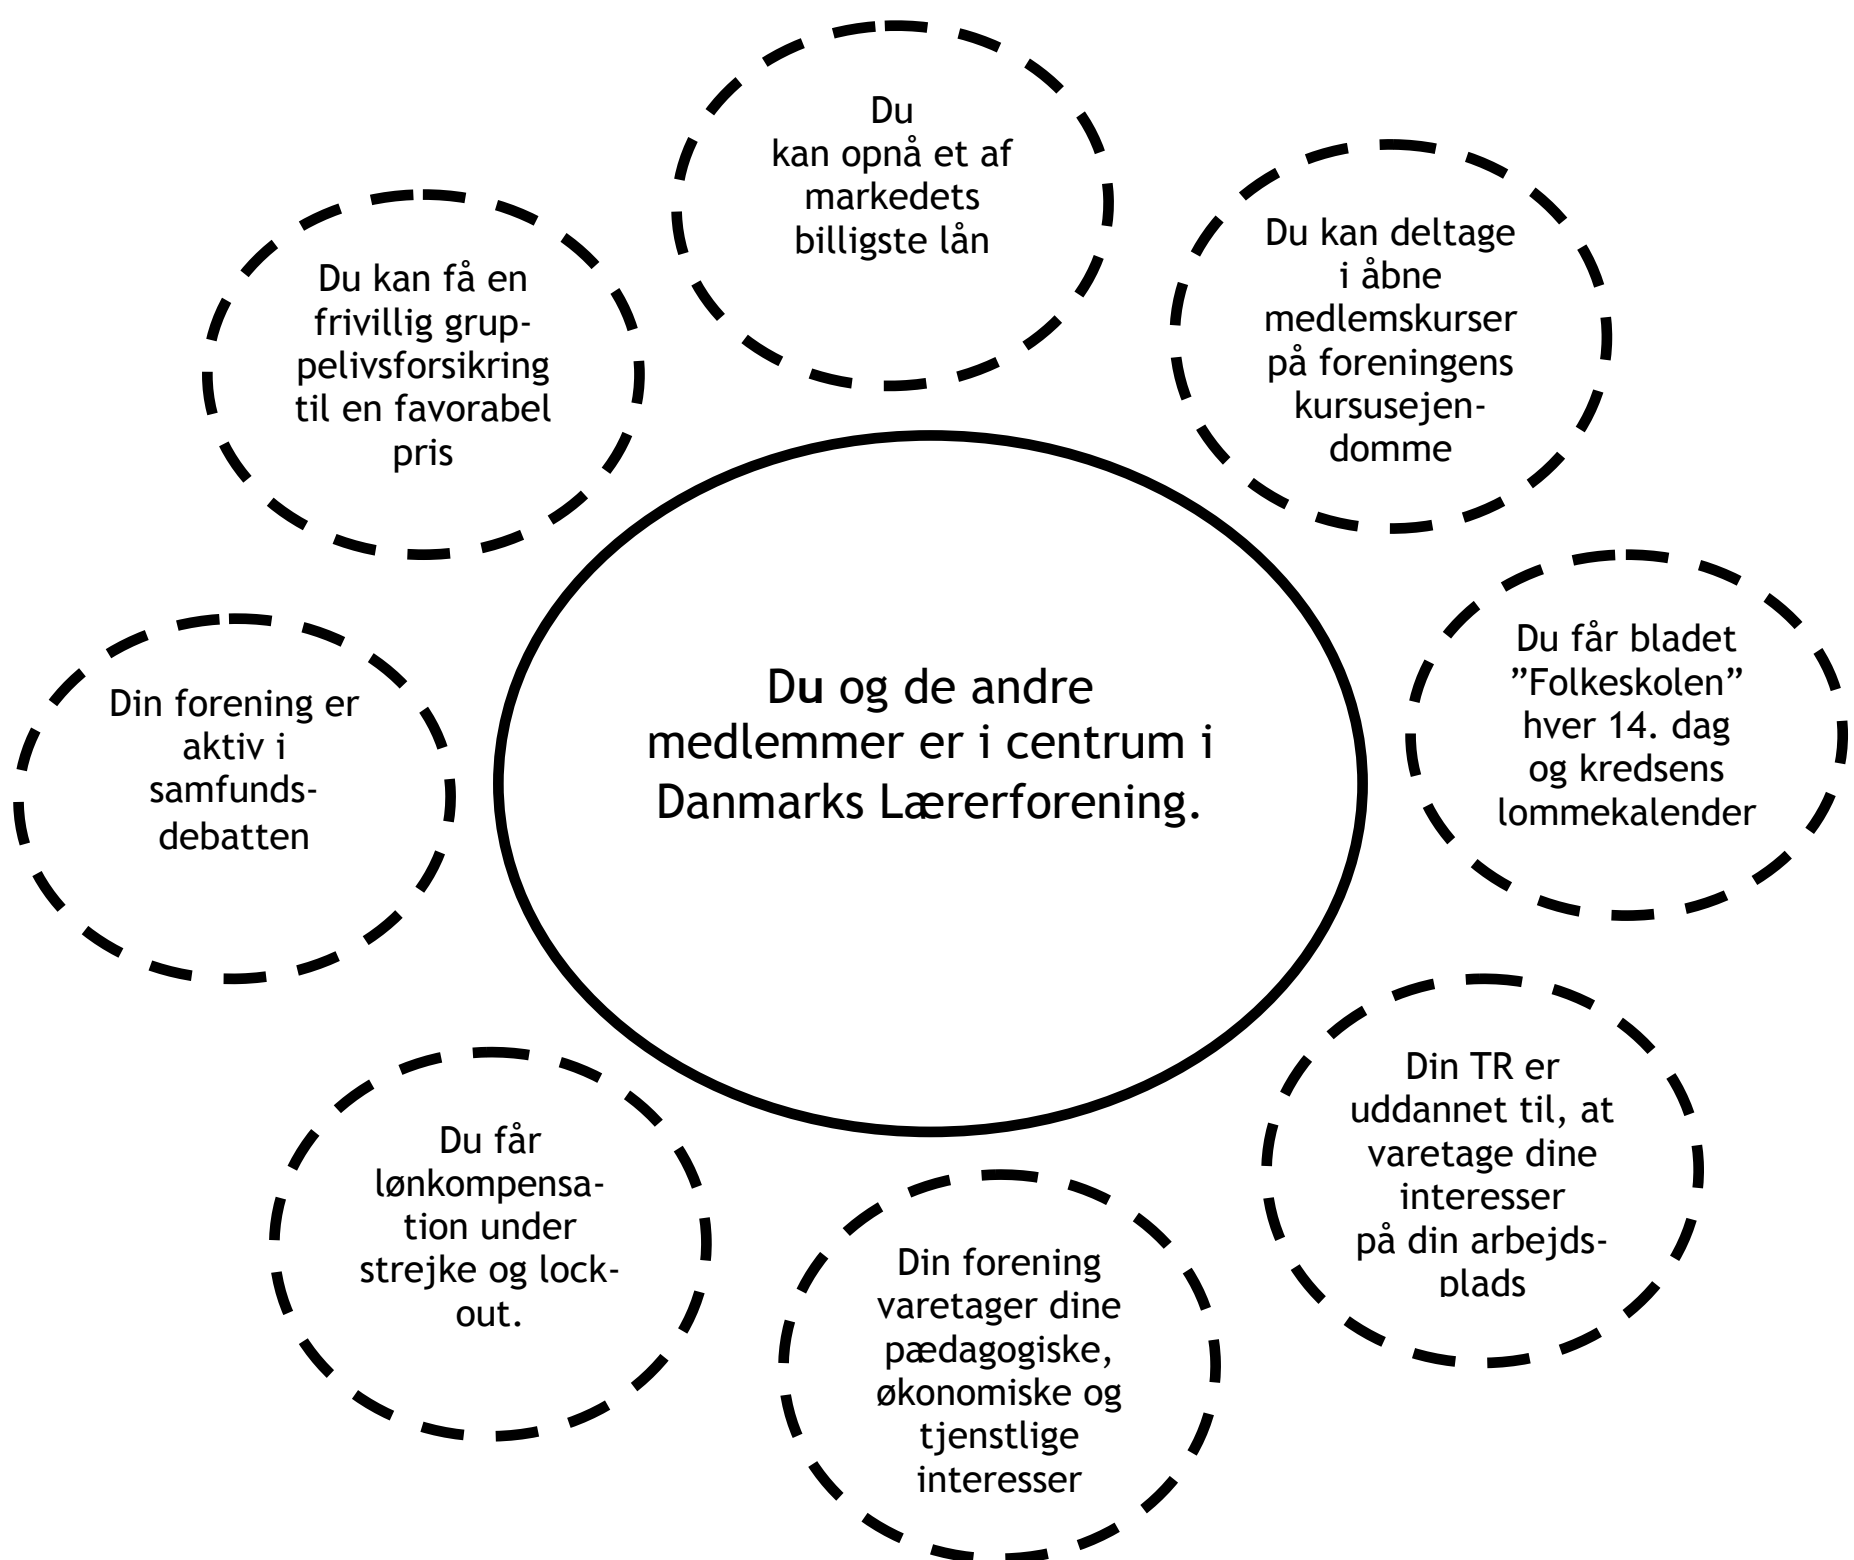 Du
kan opnå et af
markedets
billigste lån
Du kan deltage
i åbne
medlemskurser
på foreningens
kursusejen-
domme
Du kan få en
frivillig grup-
pelivsforsikring
til en favorabel
pris
Du får bladet
”Folkeskolen”
hver 14. dag
og kredsens
lommekalender
Du og de andre
medlemmer er i centrum i
Danmarks Lærerforening.
Din forening er
aktiv i
samfunds-
debatten
Din TR er
uddannet til, at
varetage dine
interesser
på din arbejds-
plads
Du får
lønkompensa-
tion under
strejke og lock-
out.
Din forening
varetager dine
pædagogiske,
økonomiske og
tjenstlige
interesser